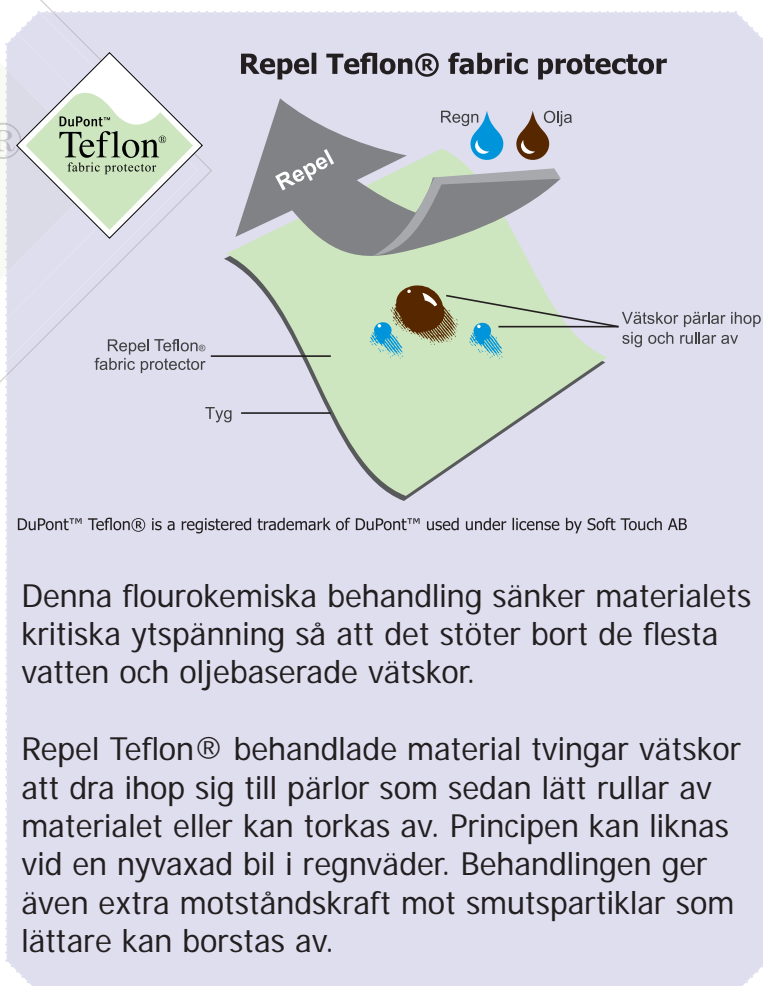 Repel Teflon® fabric protector
DuPont™
Teflon®
fabric protector
®
Regn
Olja
Repel
Vätskor pärlar ihop
sig och rullar av
Repel Teflon®
fabric protector
Tyg
DuPont™ Teflon® is a registered trademark of DuPont™ used under license by Soft Touch AB
Denna flourokemiska behandling sänker materialets
kritiska ytspänning så att det stöter bort de flesta
vatten och oljebaserade vätskor.
Repel Teflon® behandlade material tvingar vätskor
att dra ihop sig till pärlor som sedan lätt rullar av
materialet eller kan torkas av. Principen kan liknas
vid en nyvaxad bil i regnväder. Behandlingen ger
även extra motståndskraft mot smutspartiklar som
lättare kan borstas av.